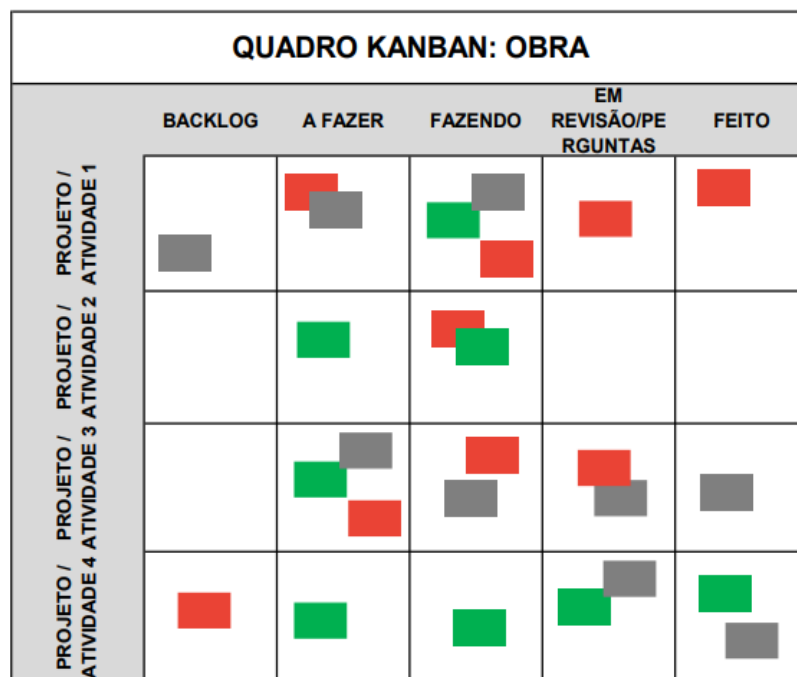 QUADRO KANBAN: OBRA
BACKLOG
A FAZER
FAZENDO
EM
REVISÃO/PE
RGUNTAS
FEITO
PROJETO /
ATIVIDADE 1
PROJETO /
ATIVIDADE 2
PROJETO /
ATIVIDADE 3
PROJETO /
ATIVIDADE 4